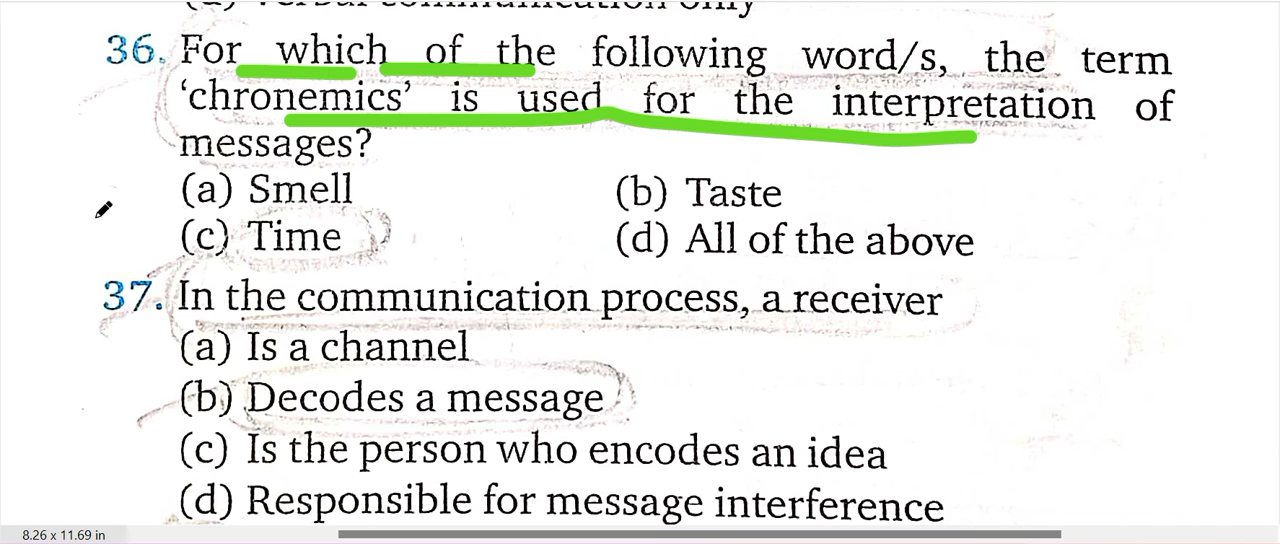 36. For which of the following word/s, the term
‘chronemics’ is used for the interpretation of
messages?
(a) Smell (b) Taste
(c) Time (d) All of the above
37. In the communication process, a receiver
(a) Is a channel
(b) Decodes a message
(c) Is the person who encodes an idea
(d) Responsible for message interference
8.26 x 11.69 in